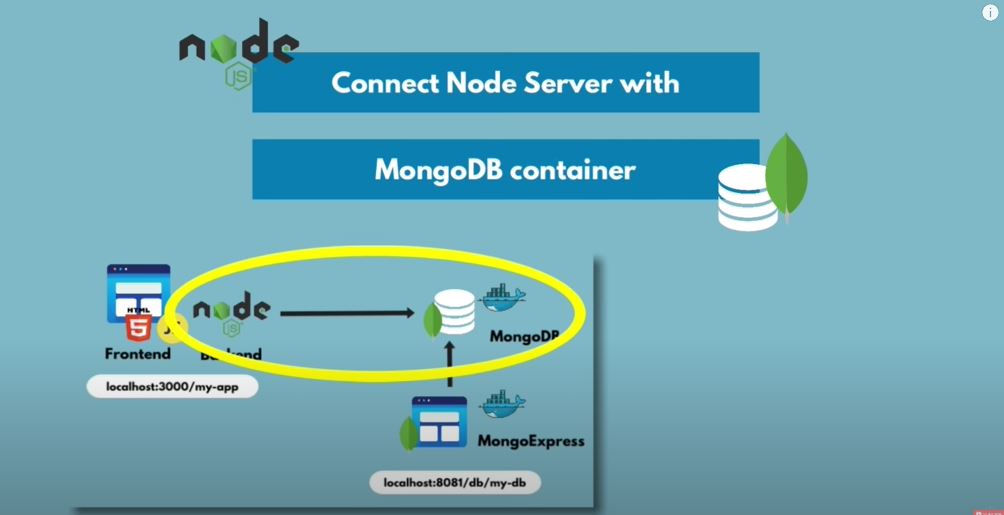 node
JS
Connect Node Server with
MongoDB container
HTML
5
node
JS
MongoDB
Frontend
Backend
localhost:3000/my-app
MongoExpress
localhost:8081/db/my-db